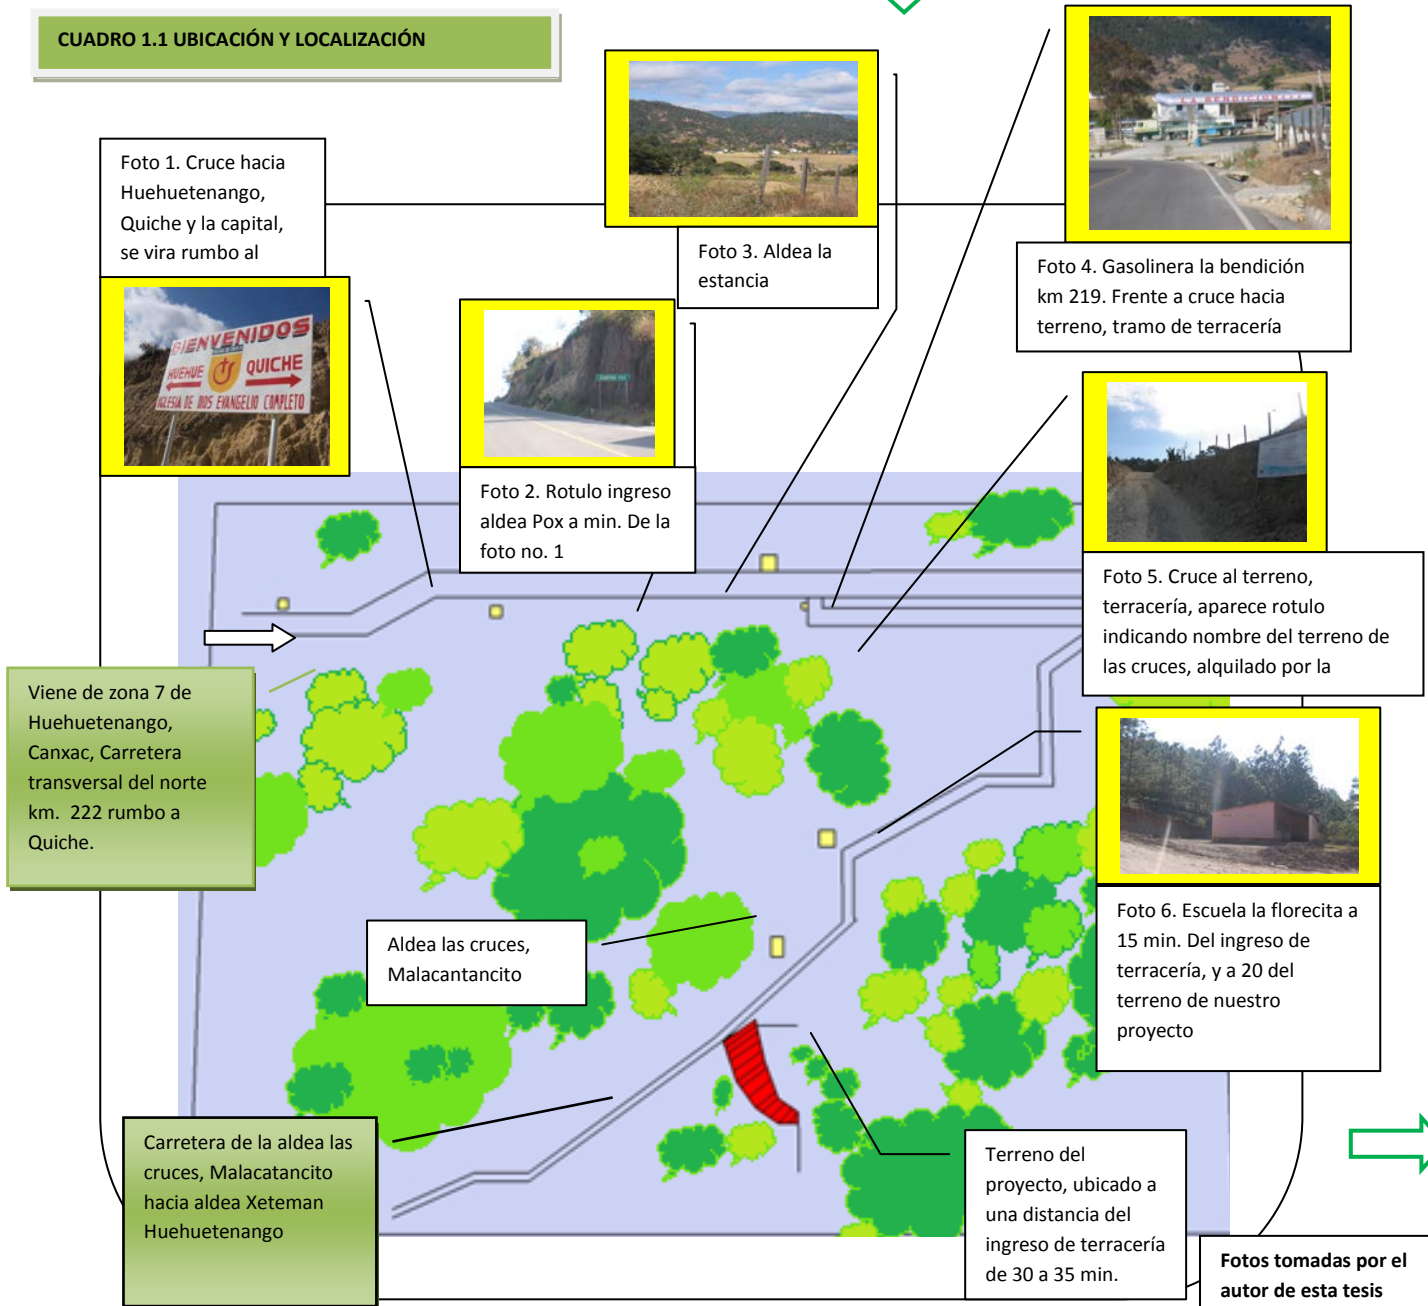 CUADRO 1.1 UBICACIÓN Y LOCALIZACIÓN
Foto 1. Cruce hacia
Huehuetenango,
Quiche y la capital,
se vira rumbo al
BIENVENIDOS
HUEHUE
QUICHE
IGLESIA DE DIOS EVANGELIO COMPLETO
Foto 2. Rotulo ingreso
aldea Pox a min. De la
foto no. 1
Foto 3. Aldea la
estancia
LA BENDICION
Foto 4. Gasolinera la bendición
km 219. Frente a cruce hacia
terreno, tramo de terracería
Foto 5. Cruce al terreno,
terracería, aparece rotulo
indicando nombre del terreno de
las cruces, alquilado por la
Viene de zona 7 de
Huehuetenango,
Canxac, Carretera
transversal del norte
km. 222 rumbo a
Quiche.
Foto 6. Escuela la florecita a
15 min. Del ingreso de
terracería, y a 20 del
terreno de nuestro
proyecto
Aldea las cruces,
Malacantancito
Carretera de la aldea las
cruces, Malacatancito
hacia aldea Xeteman
Huehuetenango
Terreno del
proyecto, ubicado a
una distancia del
ingreso de terracería
de 30 a 35 min.
Fotos tomadas por el
autor de esta tesis